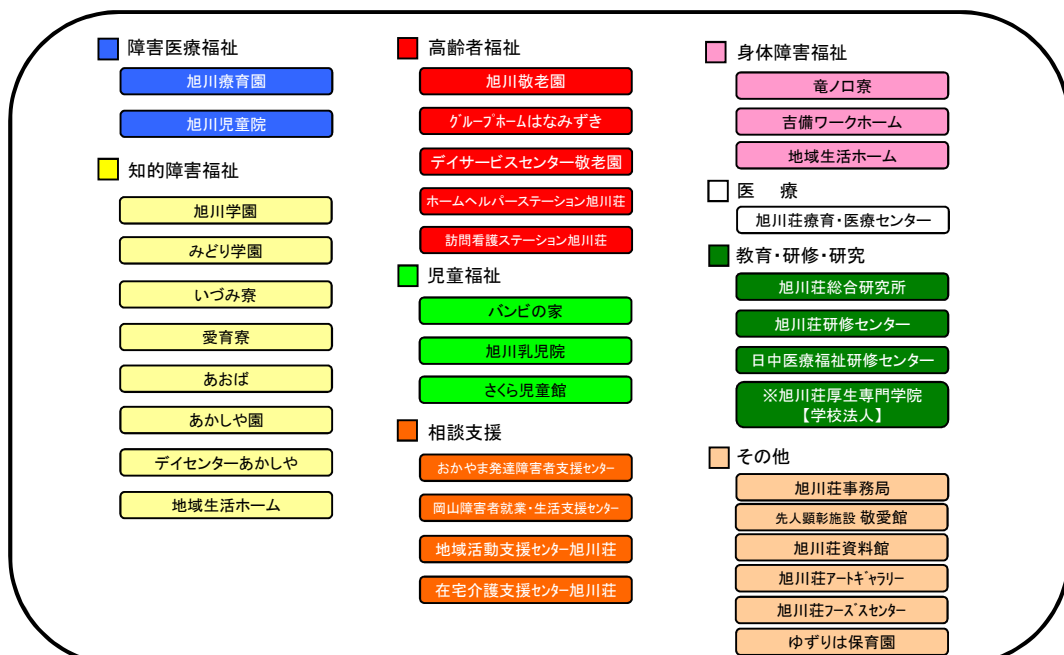 障害医療福祉
旭川療育園
旭川児童院
知的障害福祉
旭川学園
みどり学園
いづみ寮
愛育寮
あおば
あかしや園
デイセンターあかしや
地域生活ホーム
高齢者福祉
旭川敬老園
グループホームはなみずき
デイサービスセンター敬老園
ホームヘルパーステーション旭川荘
訪問看護ステーション旭川荘
児童福祉
バンビの家
旭川乳児院
さくら児童館
相談支援
おかやま発達障害者支援センター
岡山障害者就業・生活支援センター
地域活動支援センター旭川荘
在宅介護支援センター旭川荘
身体障害福祉
竜ノ口寮
吉備ワークホーム
地域生活ホーム
医　療
旭川荘療育・医療センター
教育・研修・研究
旭川荘総合研究所
旭川荘研修センター
日中医療福祉研修センター
※旭川荘厚生専門学院
【学校法人】
その他
旭川荘事務局
先人顕彰施設 敬愛館
旭川荘資料館
旭川荘アートギャラリー
旭川荘フーズスセンター
ゆずりは保育園